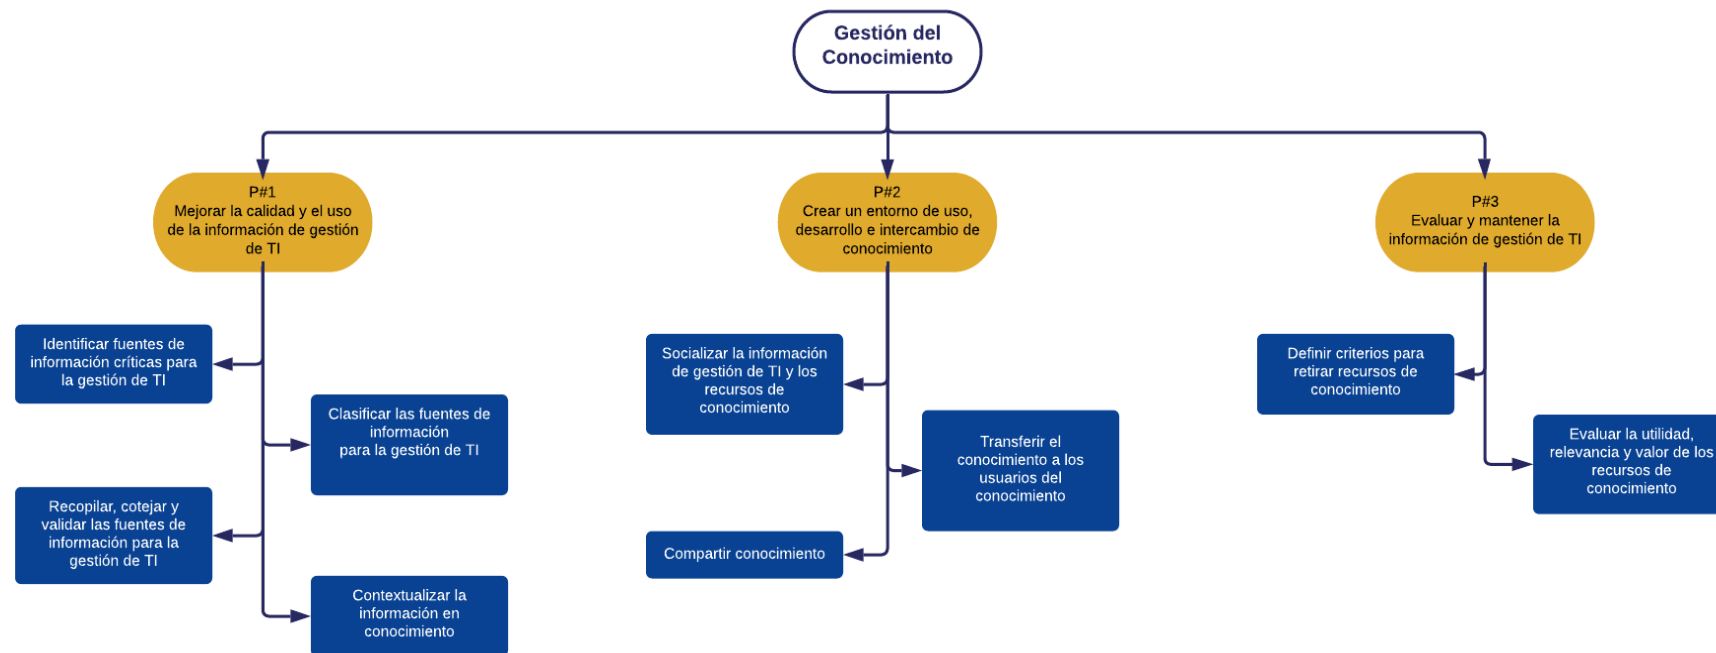 Gestión del
Conocimiento
P#1
Mejorar la calidad y el uso
de la información de gestión
de TI
P#2
Crear un entorno de uso,
desarrollo e intercambio de
conocimiento
P#3
Evaluar y mantener la
información de gestión de TI
Identificar fuentes de
información críticas para
la gestión de TI
Clasificar las fuentes de
información
para la gestión de TI
Recopilar, cotejar y
validar las fuentes de
información para la
gestión de TI
Contextualizar la
información en
conocimiento
Socializar la información
de gestión de TI y los
recursos de
conocimiento
Transferir el
conocimiento a los
usuarios del
conocimiento
Compartir conocimiento
Definir criterios para
retirar recursos de
conocimiento
Evaluar la utilidad,
relevancia y valor de los
recursos de
conocimiento